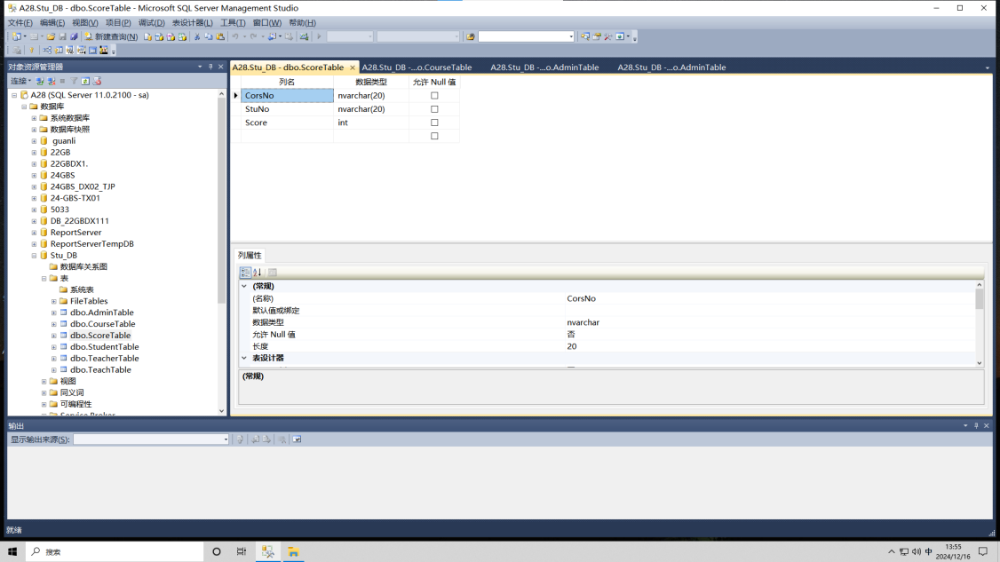 A28.Stu_DB - dbo.ScoreTable - Microsoft SQL Server Management Studio
文件(F) 编辑(E) 视图(V) 项目(P) 调试(D) 表设计器(L) 工具(T) 窗口(W) 帮助(H)
新建查询(N)
对象资源管理器
连接
A28 (SQL Server 11.0.2100 - sa)
数据库
系统数据库
数据库快照
guanli
22GB
22GBDX1.
24GBS
24GBS_DX02_TJP
24-GBS-TX01
5033
DB_22GBDX111
ReportServer
ReportServerTempDB
Stu_DB
数据库关系图
表
系统表
FileTables
dbo.AdminTable
dbo.CourseTable
dbo.ScoreTable
dbo.StudentTable
dbo.TeacherTable
dbo.TeachTable
视图
同义词
可编程性
Service Broker
A28.Stu_DB - dbo.ScoreTable A28.Stu_DB -...o.CourseTable A28.Stu_DB -...o.AdminTable A28.Stu_DB -...o.AdminTable
列名 数据类型 允许 Null 值
CorsNo nvarchar(20)
StuNo nvarchar(20)
Score int
列属性
(常规)
(名称) CorsNo
默认值或绑定
数据类型 nvarchar
允许 Null 值 否
长度 20
表设计器
(常规)
输出
显示输出来源(S):
就绪
搜索
中
13:55
2024/12/16